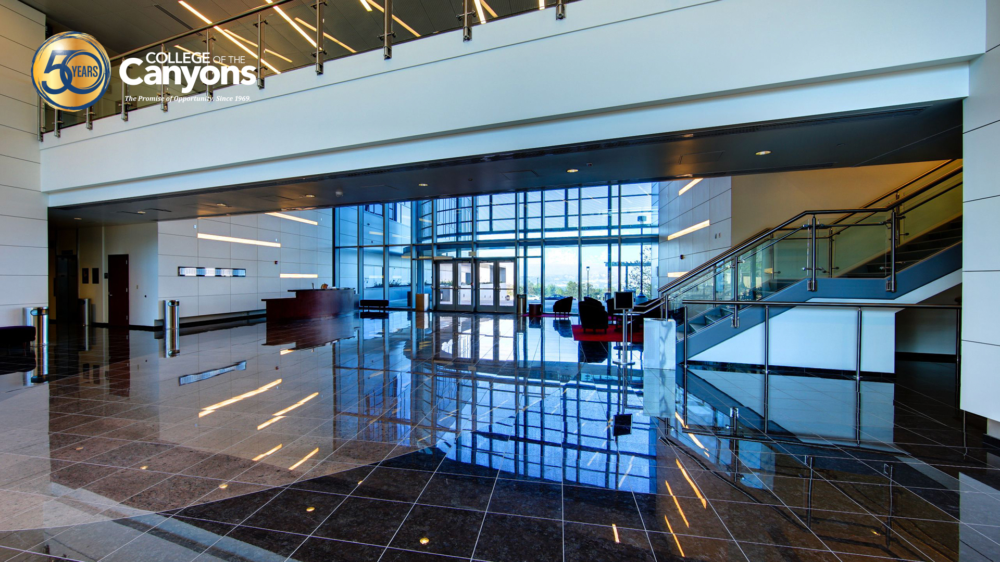 50 YEARS
COLLEGE OF THE
Canyons
The Promise of Opportunity. Since 1969.